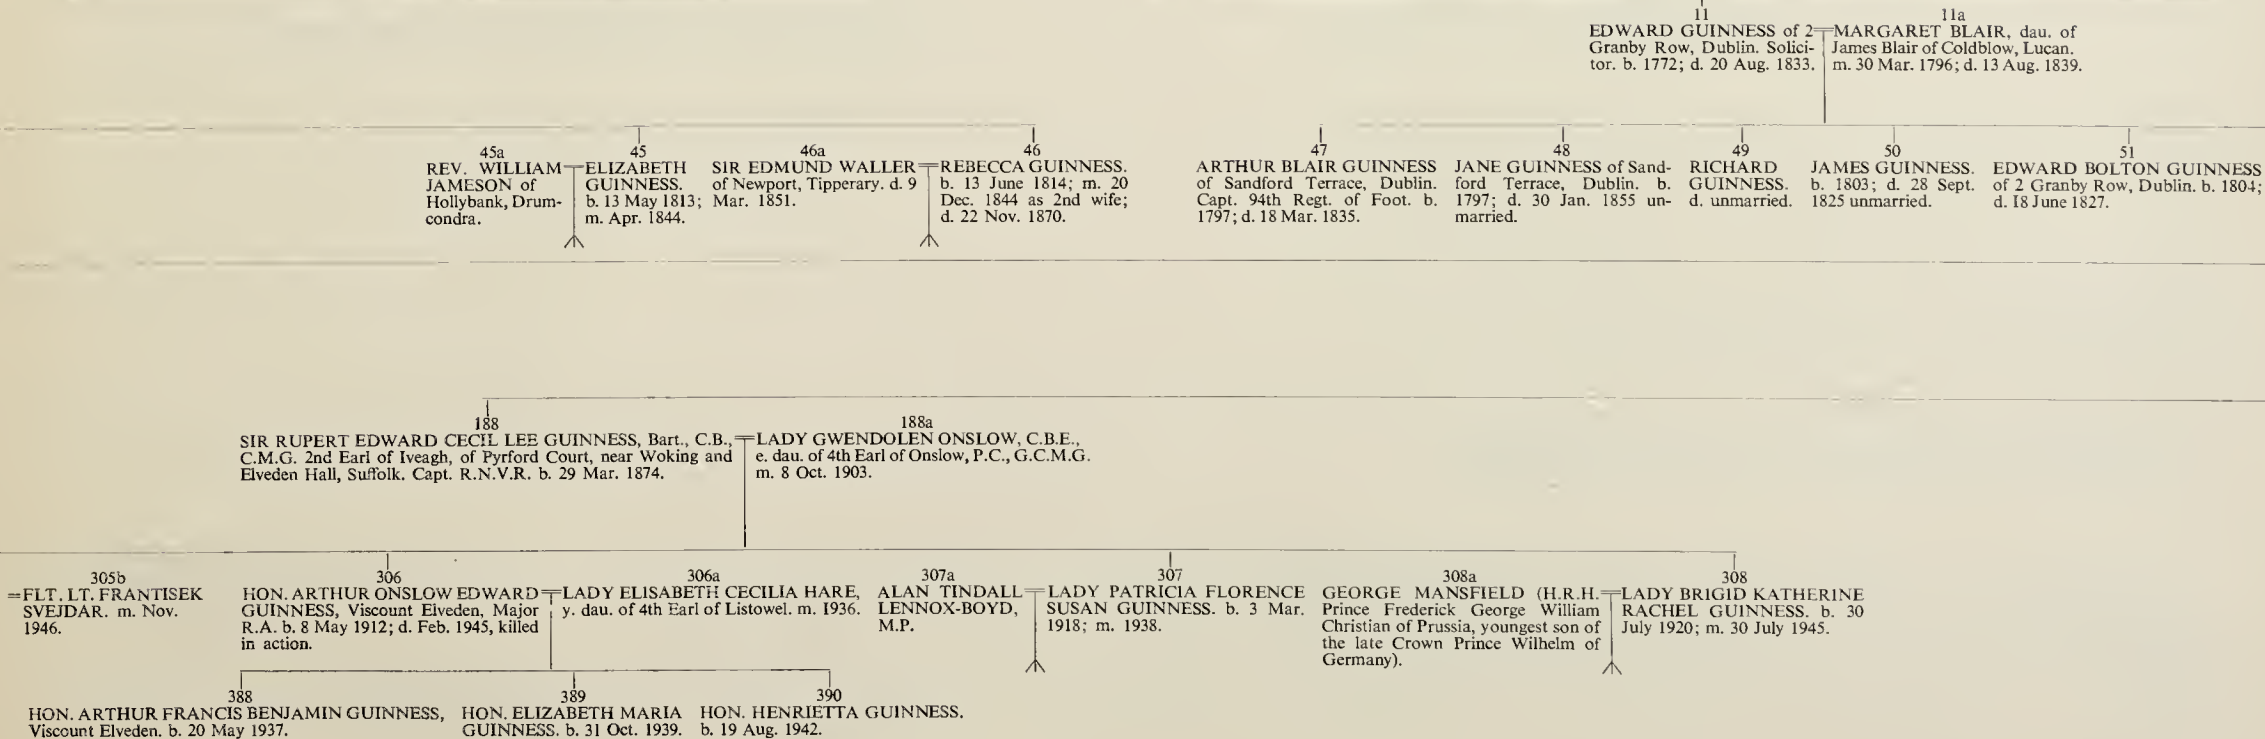 11
EDWARD GUINNESS of 2
Granby Row, Dublin. Solici-
tor. b. 1772; d. 20 Aug. 1833.
11a
MARGARET BLAIR, dau. of
James Blair of Coldblow, Lucan.
m. 30 Mar. 1796; d. 13 Aug. 1839.
45a
REV. WILLIAM
JAMESON of
Hollybank, Drum-
condra.
45
ELIZABETH
GUINNESS.
b. 13 May 1813;
m. Apr. 1844.
46a
SIR EDMUND WALLER
of Newport, Tipperary. d. 9
Mar. 1851.
46
REBECCA GUINNESS.
b. 13 June 1814; m. 20
Dec. 1844 as 2nd wife;
d. 22 Nov. 1870.
47
ARTHUR BLAIR GUINNESS
of Sandford Terrace, Dublin.
Capt. 94th Regt. of Foot. b.
1797; d. 18 Mar. 1835.
48
JANE GUINNESS of Sand-
ford Terrace, Dublin. b.
1797; d. 30 Jan. 1855 un-
married.
49
RICHARD
GUINNESS.
d. unmarried.
50
JAMES GUINNESS.
b. 1803; d. 28 Sept.
1825 unmarried.
51
EDWARD BOLTON GUINNESS
of 2 Granby Row, Dublin. b. 1804;
d. 18 June 1827.
188
SIR RUPERT EDWARD CECIL LEE GUINNESS, Bart., C.B.,
C.M.G. 2nd Earl of Iveagh, of Pyrford Court, near Woking and
Elveden Hall, Suffolk. Capt. R.N.V.R. b. 29 Mar. 1874.
188a
LADY GWENDOLEN ONSLOW, C.B.E.,
e. dau. of 4th Earl of Onslow, P.C., G.C.M.G.
m. 8 Oct. 1903.
305b
=FLT. LT. FRANTISEK
SVEJDAR. m. Nov.
1946.
306
HON. ARTHUR ONSLOW EDWARD
GUINNESS, Viscount Elveden, Major
R.A. b. 8 May 1912; d. Feb. 1945, killed
in action.
306a
LADY ELISABETH CECILIA HARE,
y. dau. of 4th Earl of Listowel. m. 1936.
307a
ALAN TINDALL
LENNOX-BOYD,
M.P.
307
LADY PATRICIA FLORENCE
SUSAN GUINNESS. b. 3 Mar.
1918; m. 1938.
308a
GEORGE MANSFIELD (H.R.H.
Prince Frederick George William
Christian of Prussia, youngest son of
the late Crown Prince Wilhelm of
Germany).
308
LADY BRIGID KATHERINE
RACHEL GUINNESS. b. 30
July 1920; m. 30 July 1945.
388
HON. ARTHUR FRANCIS BENJAMIN GUINNESS,
Viscount Elveden. b. 20 May 1937.
389
HON. ELIZABETH MARIA
GUINNESS. b. 31 Oct. 1939.
390
HON. HENRIETTA GUINNESS.
b. 19 Aug. 1942.